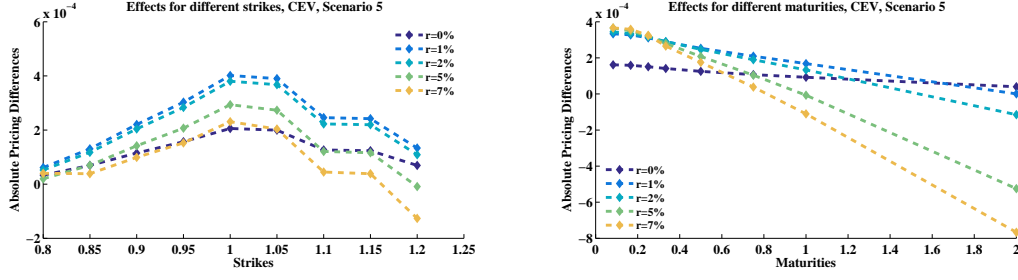 Effects for different strikes, CEV, Scenario 5
6 × 10⁻⁴
4
2
0
−2
0.8 0.85 0.9 0.95 1 1.05 1.1 1.15 1.2 1.25
Strikes
Absolute Pricing Differences
r=0%
r=1%
r=2%
r=5%
r=7%
Effects for different maturities, CEV, Scenario 5
4 × 10⁻⁴
4
2
0
−2
−4
−6
−8
0 0.2 0.4 0.6 0.8 1 1.2 1.4 1.6 1.8 2
Maturities
Absolute Pricing Differences
r=0%
r=1%
r=2%
r=5%
r=7%